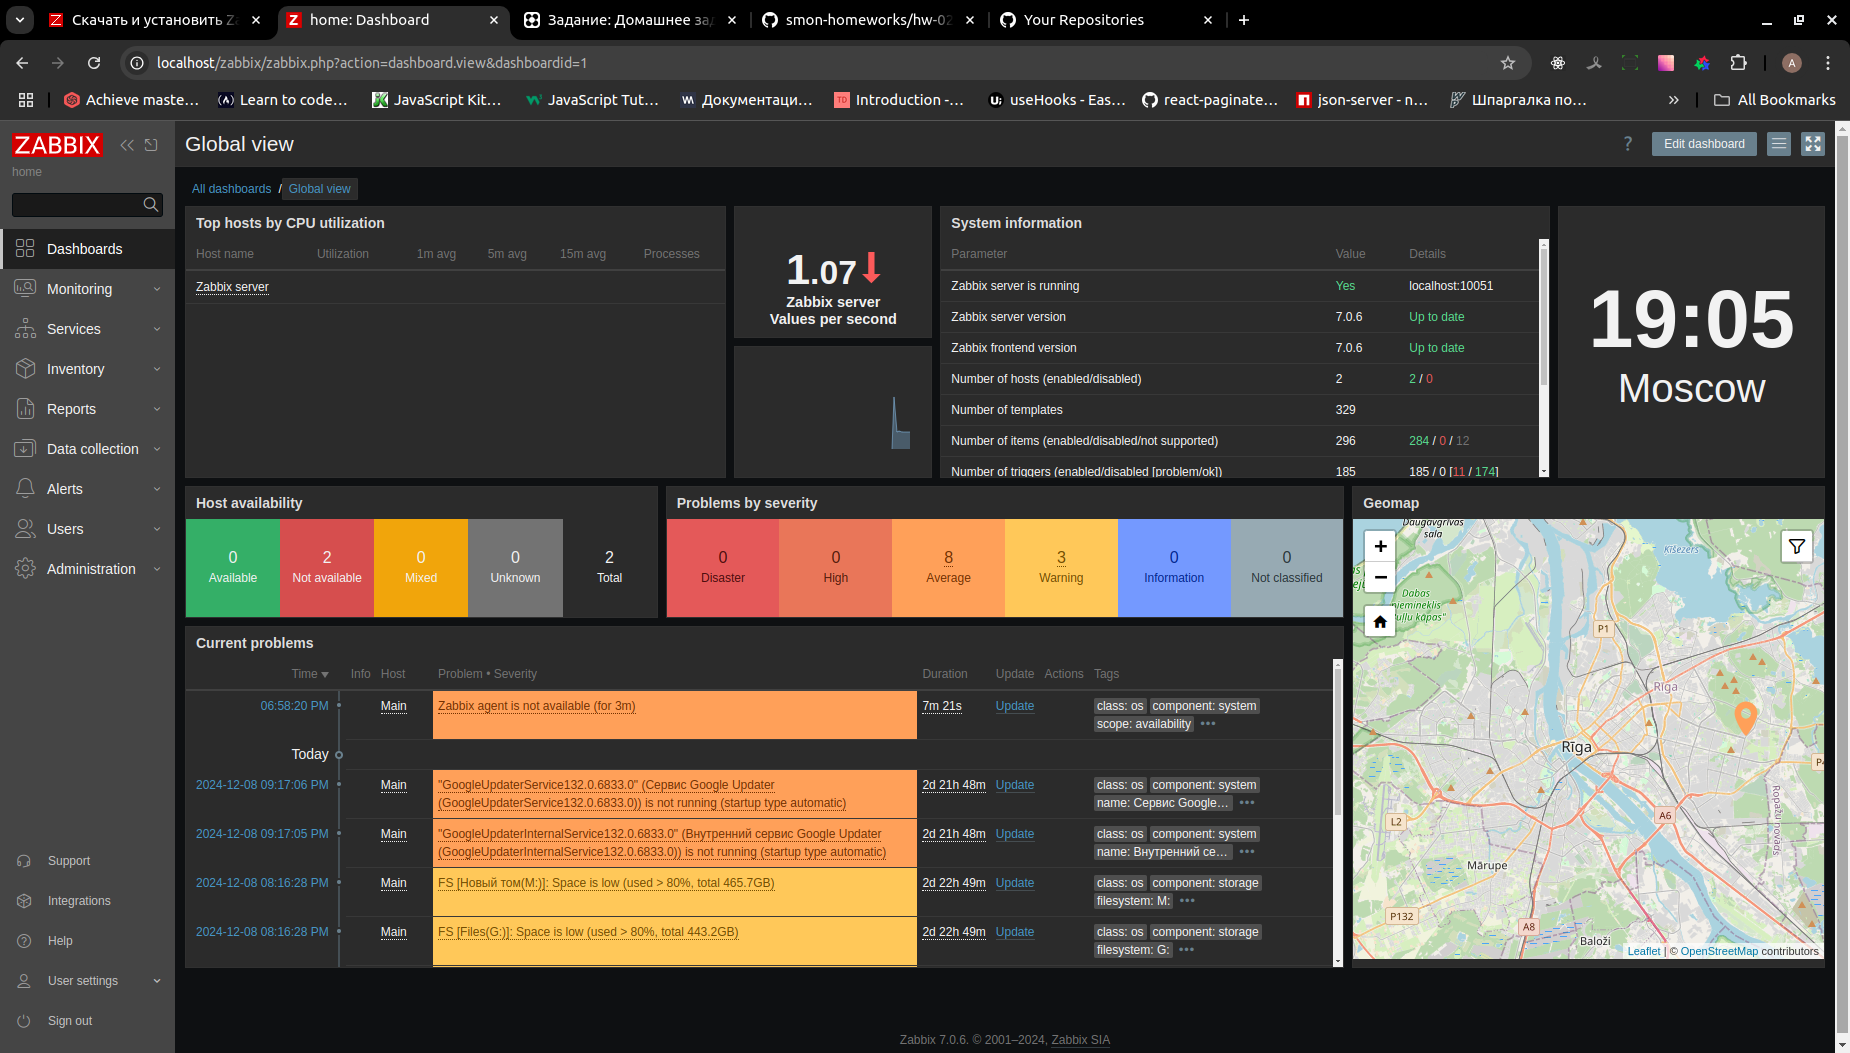 Скачать и установить Z
home: Dashboard
Задание: Домашнее за
smon-homeworks/hw-02
Your Repositories
localhost/zabbix/zabbix.php?action=dashboard.view&dashboardid=1
A
Achieve maste...
Learn to code...
JavaScript Kit...
JavaScript Tut...
Документаци...
Introduction -...
useHooks - Eas...
react-paginate...
json-server - n...
Шпаргалка по...
All Bookmarks
ZABBIX
home
Dashboards
Monitoring
Services
Inventory
Reports
Data collection
Alerts
Users
Administration
Support
Integrations
Help
User settings
Sign out
Global view
?
Edit dashboard
All dashboards / Global view
Top hosts by CPU utilization
Host name Utilization 1m avg 5m avg 15m avg Processes
Zabbix server
1.07
Zabbix server
Values per second
System information
Parameter Value Details
Zabbix server is running Yes localhost:10051
Zabbix server version 7.0.6 Up to date
Zabbix frontend version 7.0.6 Up to date
Number of hosts (enabled/disabled) 2 2 / 0
Number of templates 329
Number of items (enabled/disabled/not supported) 296 284 / 0 / 12
Number of triggers (enabled/disabled [problem/ok]) 185 185 / 0 [11 / 174]
19:05
Moscow
Host availability
0 Available
2 Not available
0 Mixed
0 Unknown
2 Total
Problems by severity
0 Disaster
0 High
8 Average
3 Warning
0 Information
0 Not classified
Current problems
Time Info Host Problem • Severity Duration Update Actions Tags
06:58:20 PM Main Zabbix agent is not available (for 3m) 7m 21s Update class: os component: system
scope: availability •••
Today
2024-12-08 09:17:06 PM Main "GoogleUpdaterService132.0.6833.0" (Сервис Google Updater 2d 21h 48m Update class: os component: system
(GoogleUpdaterService132.0.6833.0)) is not running (startup type automatic) name: Сервис Google... •••
2024-12-08 09:17:05 PM Main "GoogleUpdaterInternalService132.0.6833.0" (Внутренний сервис Google Updater 2d 21h 48m Update class: os component: system
(GoogleUpdaterInternalService132.0.6833.0)) is not running (startup type automatic) name: Внутренний се... •••
2024-12-08 08:16:28 PM Main FS [Новый том(M:)]: Space is low (used > 80%, total 465.7GB) 2d 22h 49m Update class: os component: storage
filesystem: M: •••
2024-12-08 08:16:28 PM Main FS [Files(G:)]: Space is low (used > 80%, total 443.2GB) 2d 22h 49m Update class: os component: storage
filesystem: G: •••
Geomap
+
−
Daugavgrīvas
sala
Ķīšezers
Dabas
P1
Rīga
Rīga
L2
A6
Ropažu novads
Mārupe
P132
A8
Baloži
Leaflet | © OpenStreetMap contributors
Zabbix 7.0.6. © 2001–2024, Zabbix SIA